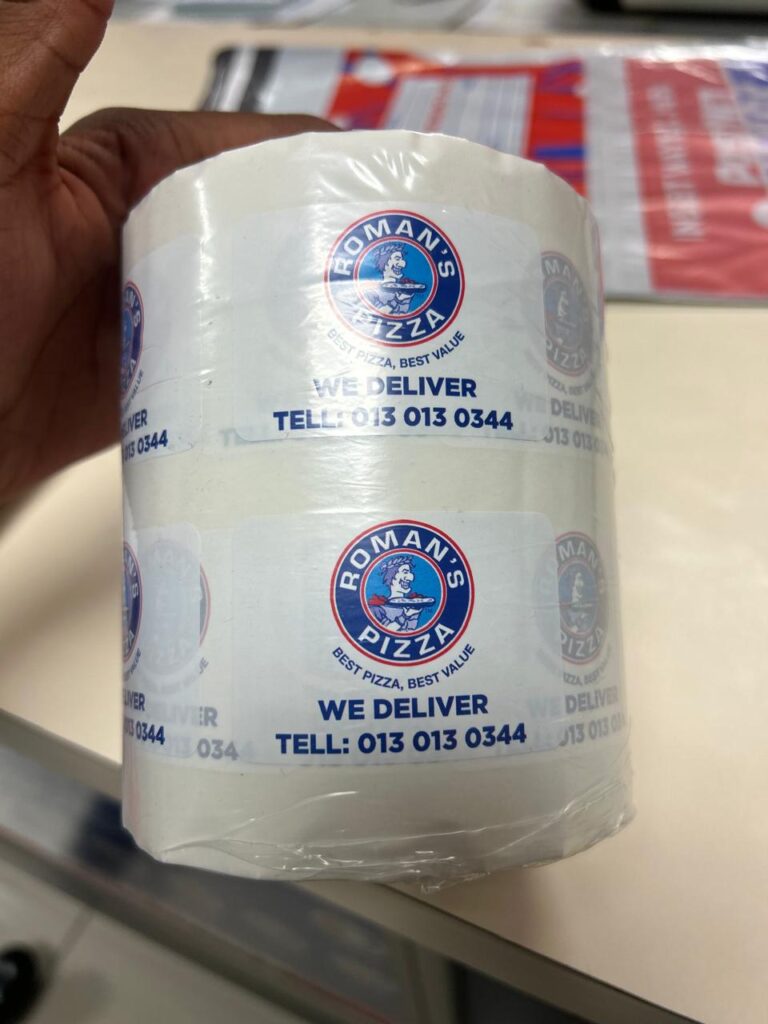 ROMAN'S
PIZZA
BEST PIZZA, BEST VALUE
WE DELIVER
TELL: 013 013 0344
ROMAN'S
PIZZA
BEST PIZZA, BEST VALUE
WE DELIVER
TELL: 013 013 0344